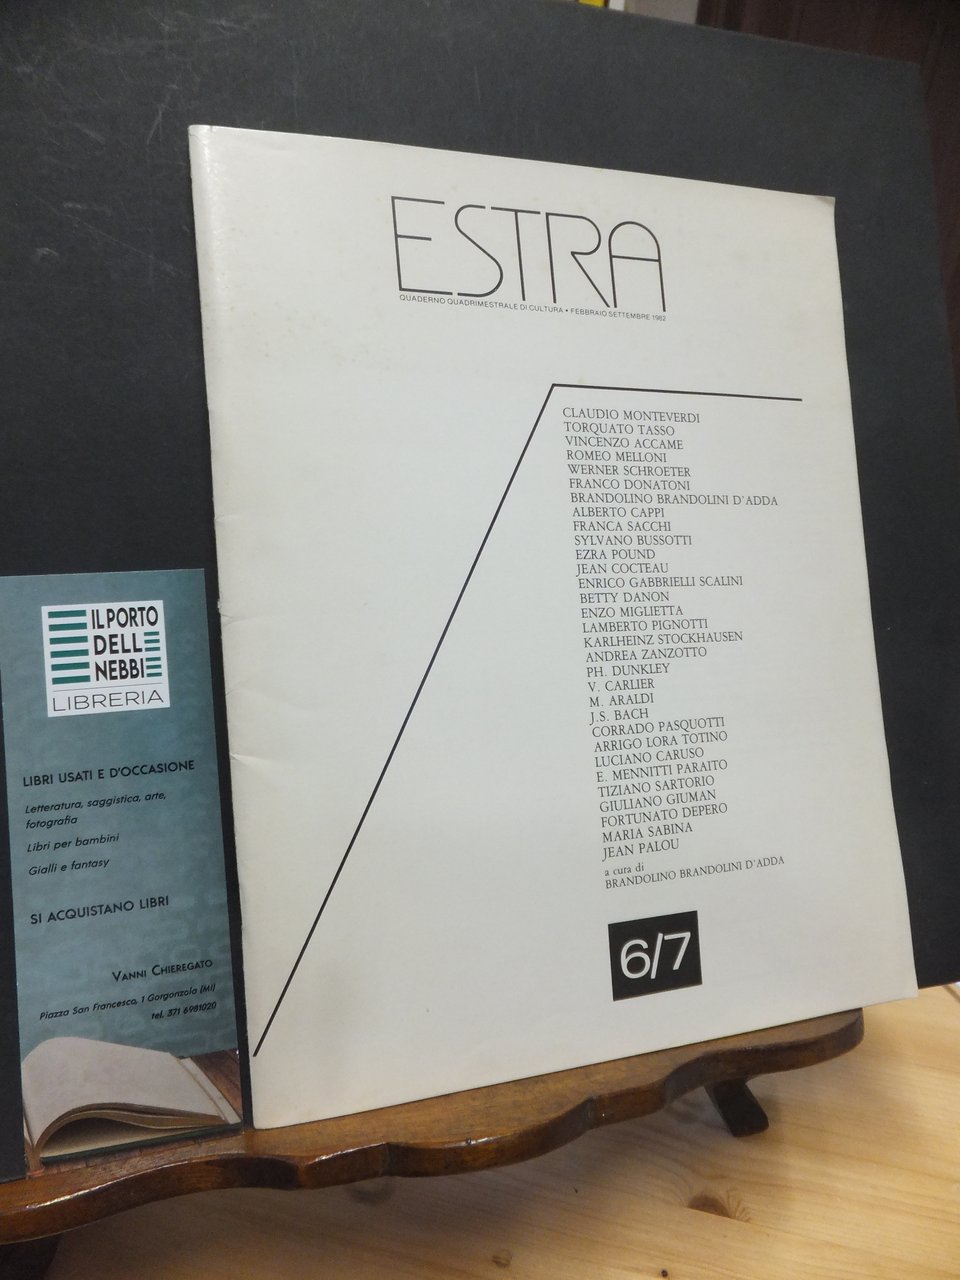 ESTRA
QUADERNO QUADRIMESTRALE DI CULTURA • FEBBRAIO SETTEMBRE 1982
CLAUDIO MONTEVERDI
TORQUATO TASSO
VINCENZO ACCAME
ROMEO MELLONI
WERNER SCHROETER
FRANCO DONATONI
BRANDOLINO BRANDOLINI D'ADDA
ALBERTO CAPPI
FRANCA SACCHI
SYLVANO BUSSOTTI
EZRA POUND
JEAN COCTEAU
ENRICO GABBRIELLI SCALINI
BETTY DANON
ENZO MIGLIETTA
LAMBERTO PIGNOTTI
KARLHEINZ STOCKHAUSEN
ANDREA ZANZOTTO
PH. DUNKLEY
V. CARLIER
M. ARALDI
J.S. BACH
CORRADO PASQUOTTI
ARRIGO LORA TOTINO
LUCIANO CARUSO
E. MENNITTI PARAITO
TIZIANO SARTORIO
GIULIANO GIUMAN
FORTUNATO DEPERO
MARIA SABINA
JEAN PALOU
a cura di
BRANDOLINO BRANDOLINI D'ADDA
6/7
IL PORTO
DELLE
NEBBIE
LIBRERIA
LIBRI USATI E D'OCCASIONE
Letteratura, saggistica, arte,
fotografia
Libri per bambini
Gialli e fantasy
SI ACQUISTANO LIBRI
VANNI CHIEREGATO
Piazza San Francesco, 1 Gorgonzola (MI)
tel. 371 6981020